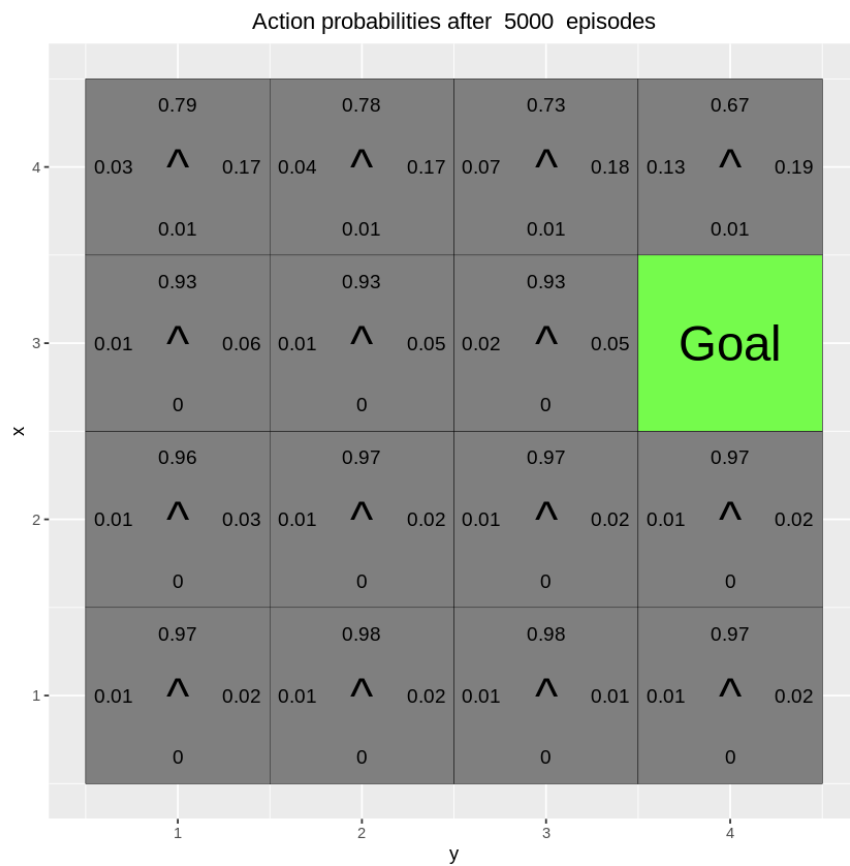 Action probabilities after  5000  episodes
0.79 0.78 0.73 0.67
4 0.03 ^ 0.17 0.04 ^ 0.17 0.07 ^ 0.18 0.13 ^ 0.19
0.01 0.01 0.01 0.01
0.93 0.93 0.93
3 0.01 ^ 0.06 0.01 ^ 0.05 0.02 ^ 0.05 Goal
0 0 0
x
0.96 0.97 0.97 0.97
2 0.01 ^ 0.03 0.01 ^ 0.02 0.01 ^ 0.02 0.01 ^ 0.02
0 0 0 0
0.97 0.98 0.98 0.97
1 0.01 ^ 0.02 0.01 ^ 0.02 0.01 ^ 0.01 0.01 ^ 0.02
0 0 0 0
1 2 3 4
y